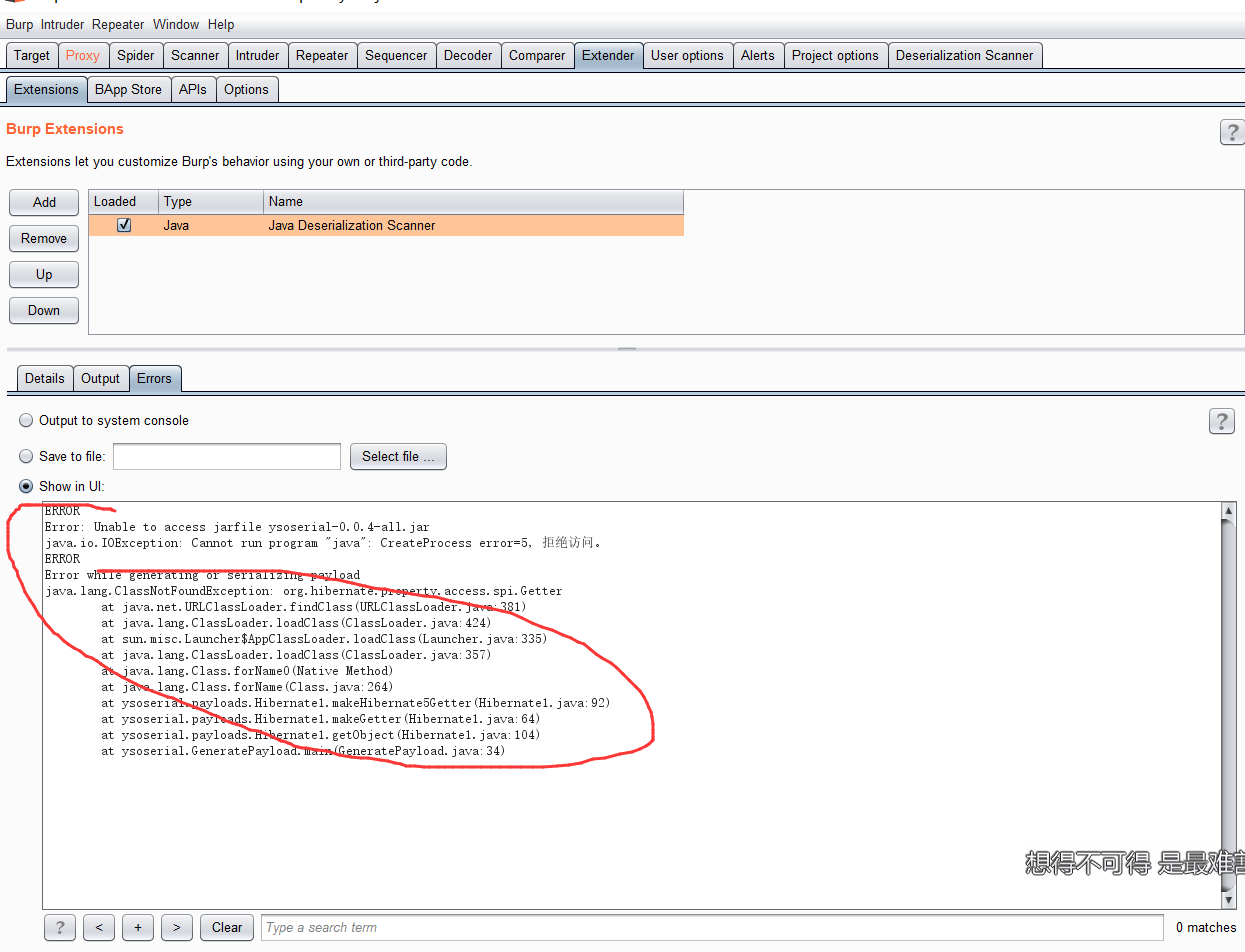 Burp Intruder Repeater Window Help
Target Proxy Spider Scanner Intruder Repeater Sequencer Decoder Comparer Extender User options Alerts Project options Deserialization Scanner
Extensions BApp Store APIs Options
Burp Extensions
?
Extensions let you customize Burp's behavior using your own or third-party code.
Add
Remove
Up
Down
Loaded Type Name
Java Java Deserialization Scanner
Details Output Errors
Output to system console
?
Save to file: Select file ...
Show in UI:
ERROR
Error: Unable to access jarfile ysoserial-0.0.4-all.jar
java.io.IOException: Cannot run program "java": CreateProcess error=5, 拒绝访问。
ERROR
Error while generating or serializing payload
java.lang.ClassNotFoundException: org.hibernate.property.access.spi.Getter
at java.net.URLClassLoader.findClass(URLClassLoader.java:381)
at java.lang.ClassLoader.loadClass(ClassLoader.java:424)
at sun.misc.Launcher$AppClassLoader.loadClass(Launcher.java:335)
at java.lang.ClassLoader.loadClass(ClassLoader.java:357)
at java.lang.Class.forName0(Native Method)
at java.lang.Class.forName(Class.java:264)
at ysoserial.payloads.Hibernate1.makeHibernate5Getter(Hibernate1.java:92)
at ysoserial.payloads.Hibernate1.makeGetter(Hibernate1.java:64)
at ysoserial.payloads.Hibernate1.getObject(Hibernate1.java:104)
at ysoserial.GeneratePayload.main(GeneratePayload.java:34)
想得不可得 是最难
? < + > Clear Type a search term 0 matches